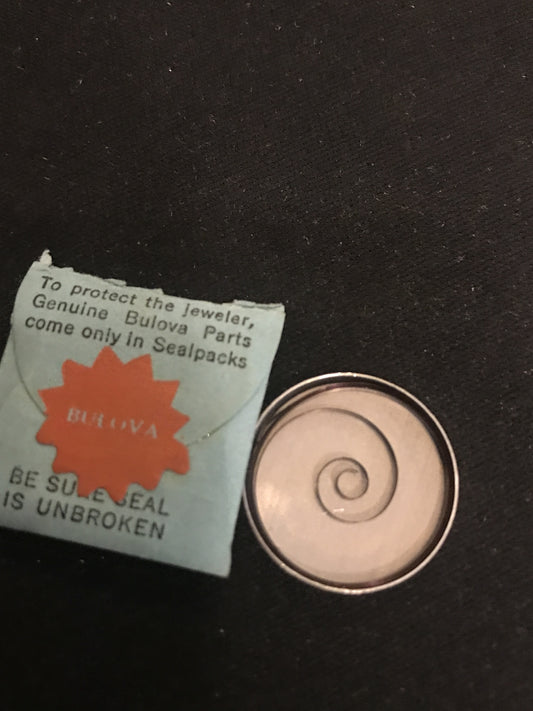 To protect the jeweler,
Genuine Bulova Parts
come only in Sealpacks
BULOVA
BE SURE SEAL
IS UNBROKEN